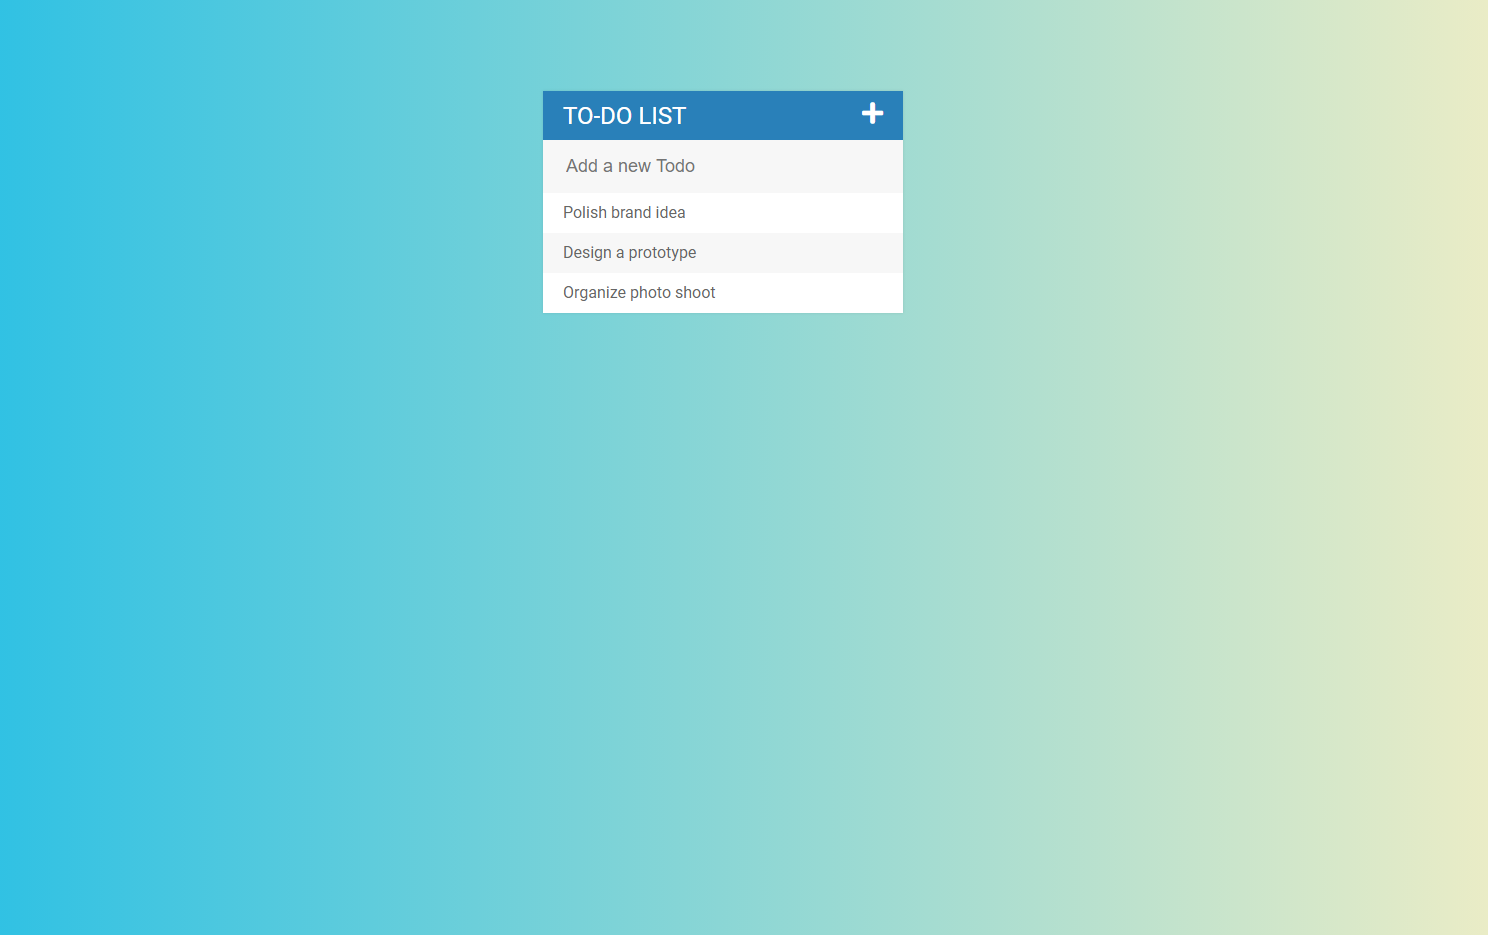 TO-DO LIST
Add a new Todo
Polish brand idea
Design a prototype
Organize photo shoot